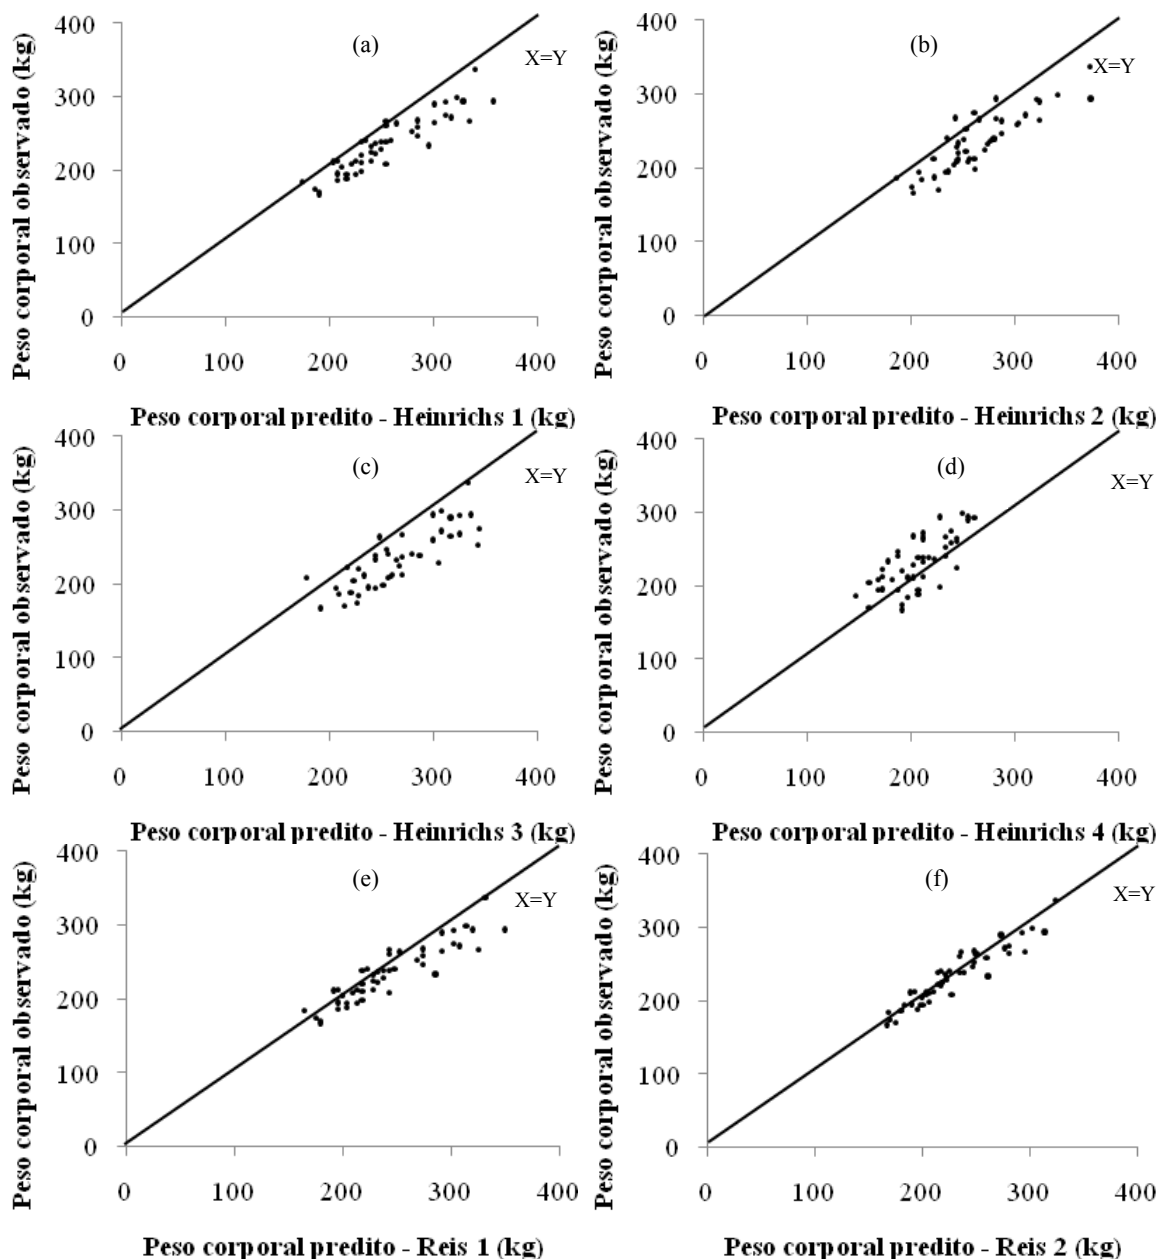 Peso corporal observado (kg)
400
300
200
100
0
(a)
X=Y
0 100 200 300 400
Peso corporal predito - Heinrichs 1 (kg)
Peso corporal observado (kg)
400
300
200
100
0
(b)
X=Y
0 100 200 300 400
Peso corporal predito - Heinrichs 2 (kg)
Peso corporal observado (kg)
400
300
200
100
0
(c)
X=Y
0 100 200 300 400
Peso corporal predito - Heinrichs 3 (kg)
Peso corporal observado (kg)
400
300
200
100
0
(d)
X=Y
0 100 200 300 400
Peso corporal predito - Heinrichs 4 (kg)
Peso corporal observado (kg)
400
300
200
100
0
(e)
X=Y
0 100 200 300 400
Peso corporal predito - Reis 1 (kg)
Peso corporal observado (kg)
400
300
200
100
0
(f)
X=Y
0 100 200 300 400
Peso corporal predito - Reis 2 (kg)